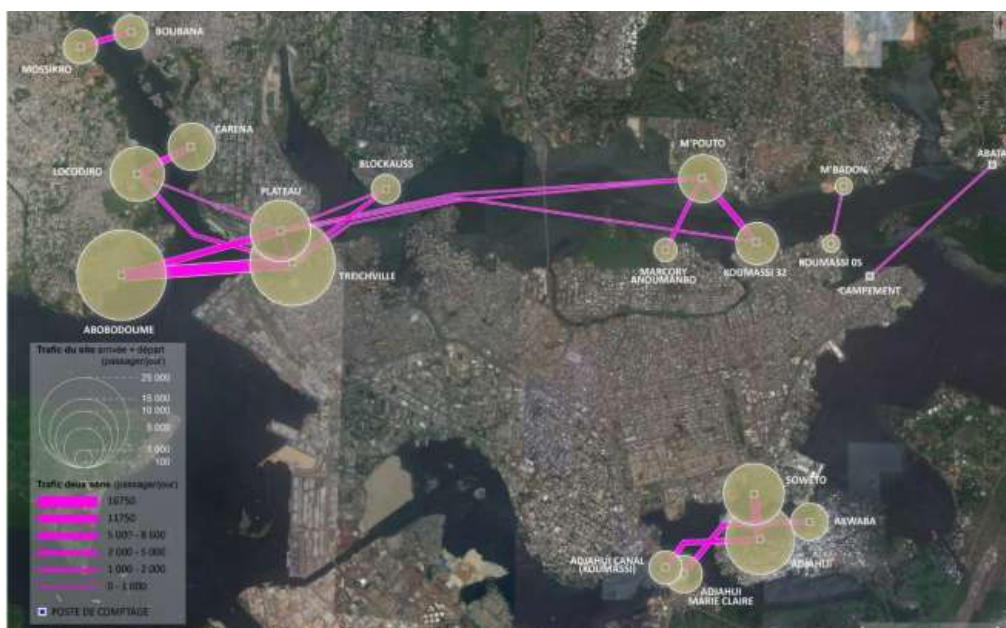 BOUBANA
MOSSIKRO
CARENA
LOCODJRO
BLOCKAUSS
M'POUTO
ABATA
M'BADON
PLATEAU
TREICHVILLE
KOUMASSI 05
MARCORY
ANOUMANBO
KOUMASSI 32
CAMPEMENT
ABOBODOUME
Trafic du site arrivée + départ
(passager/jour)
25 000
15 000
10 000
5 000
1 000
100
Trafic deux sens (passager/jour)
16750
11750
5 000 - 8 000
2 000 - 5 000
1 000 - 2 000
0 - 1 000
POSTE DE COMPTAGE
SOWETO
AKWABA
ADJAHUI CANAL
(KOUMASSI)
ADJAHUI
ADJAHUI
MARIE CLAIRE